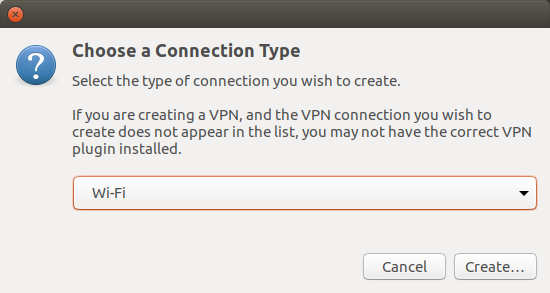 Choose a Connection Type
Select the type of connection you wish to create.
If you are creating a VPN, and the VPN connection you wish to
create does not appear in the list, you may not have the correct VPN
plugin installed.
Wi-Fi
Cancel
Create...